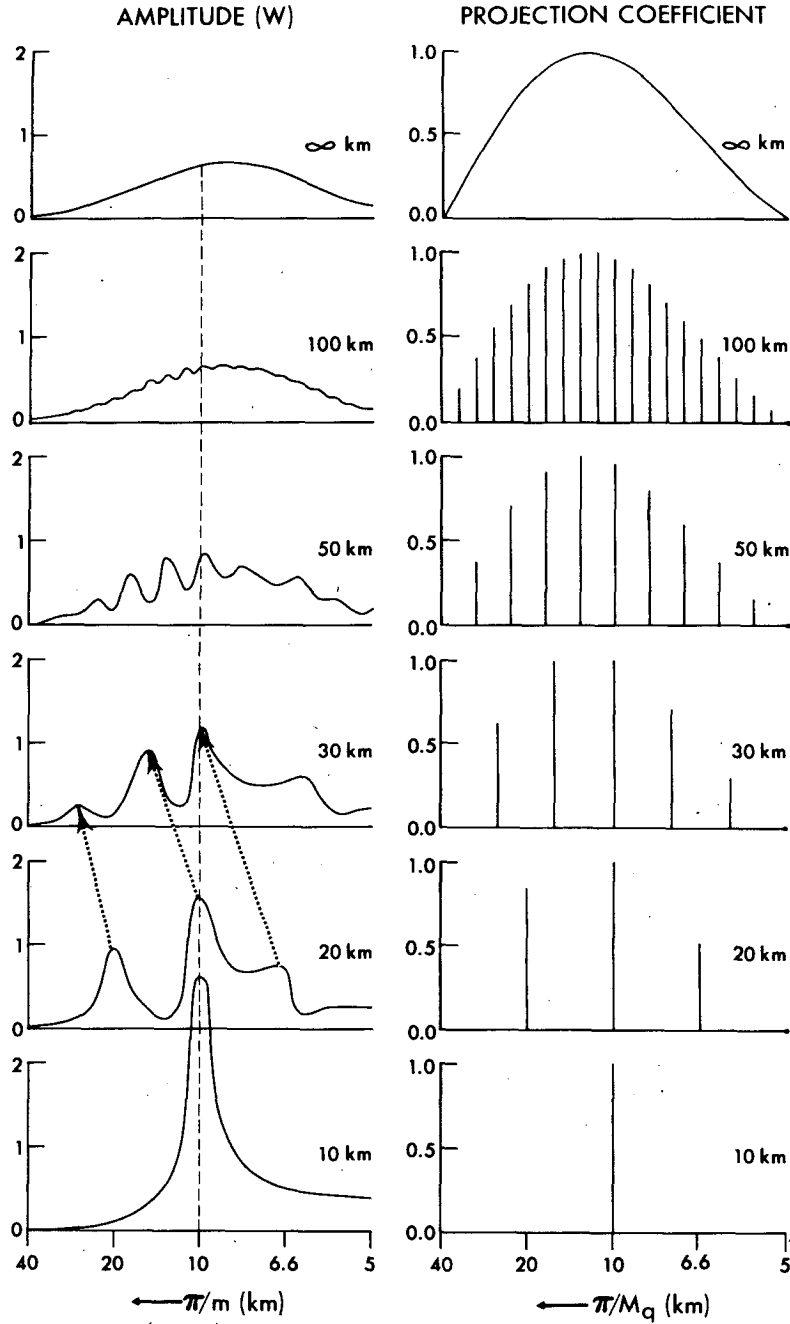 AMPLITUDE (W) PROJECTION COEFFICIENT
2 1.0
1 0.5
∞ km ∞ km
0 0.0
2 1.0
1 0.5
100 km 100 km
0 0.0
2 1.0
1 0.5
50 km 50 km
0 0.0
2 1.0
1 0.5
30 km 30 km
0 0.0
2 1.0
1 0.5
20 km 20 km
0 0.0
2 1.0
1 0.5
10 km 10 km
0 0.0
40 20 10 6.6 5 40 20 10 6.6 5
←π/m (km) ←π/Mq (km)